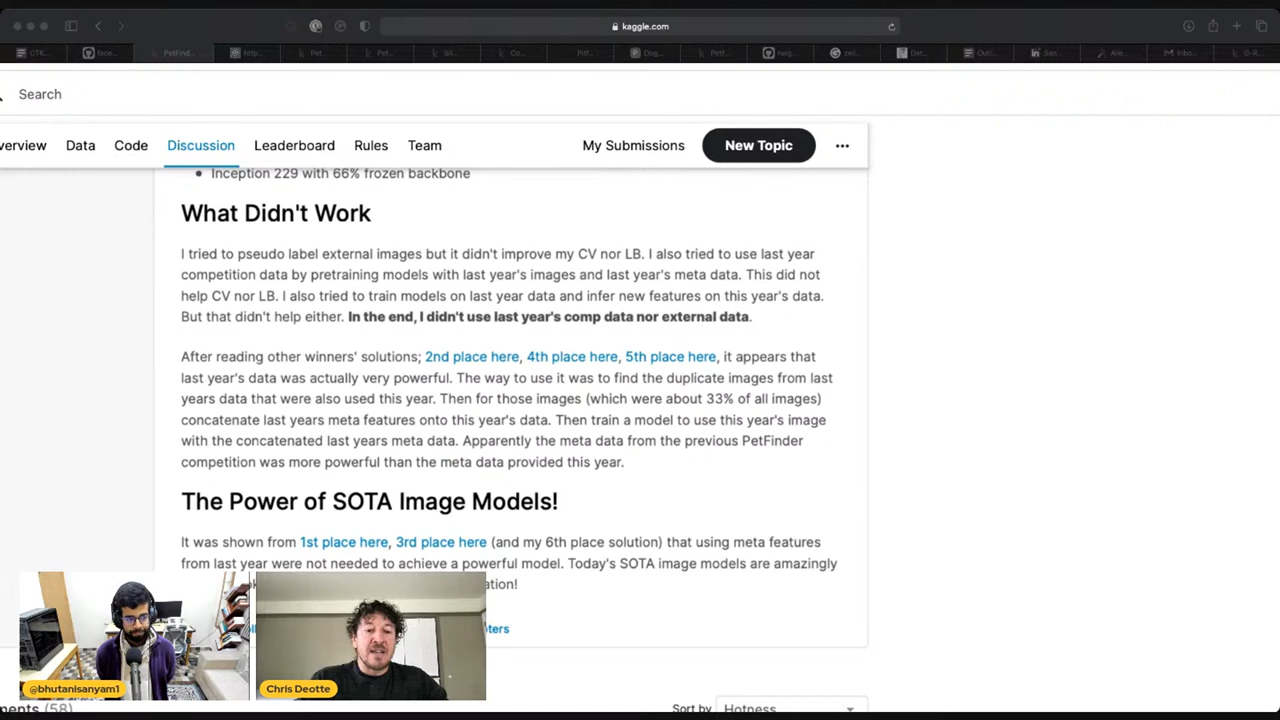 kaggle.com
Search
verview Data Code Discussion Leaderboard Rules Team My Submissions New Topic
Inception 229 with 66% frozen backbone
What Didn't Work
I tried to pseudo label external images but it didn't improve my CV nor LB. I also tried to use last year
competition data by pretraining models with last year's images and last year's meta data. This did not
help CV nor LB. I also tried to train models on last year data and infer new features on this year's data.
But that didn't help either. In the end, I didn't use last year's comp data nor external data.
After reading other winners' solutions; 2nd place here, 4th place here, 5th place here, it appears that
last year's data was actually very powerful. The way to use it was to find the duplicate images from last
years data that were also used this year. Then for those images (which were about 33% of all images)
concatenate last years meta features onto this year's data. Then train a model to use this year's image
with the concatenated last years meta data. Apparently the meta data from the previous PetFinder
competition was more powerful than the meta data provided this year.
The Power of SOTA Image Models!
It was shown from 1st place here, 3rd place here (and my 6th place solution) that using meta features
from last year were not needed to achieve a powerful model. Today's SOTA image models are amazingly
ation!
ters
@bhutanisanyam1
Chris Deotte
ments (58)
Sort by Hotness